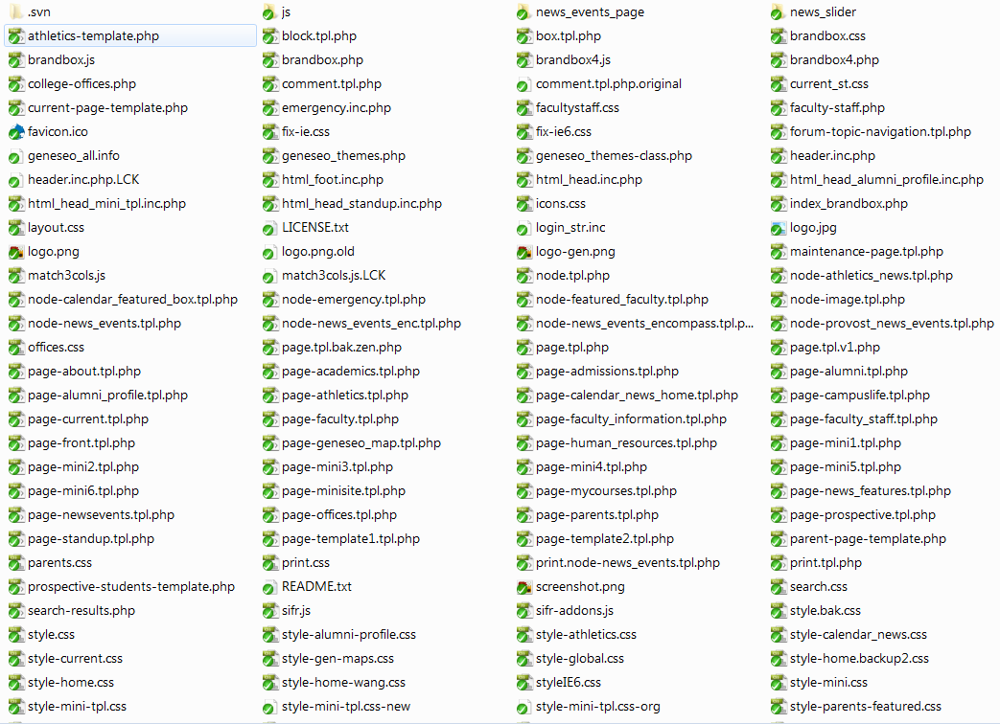 .svn js news_events_page news_slider
athletics-template.php block.tpl.php box.tpl.php brandbox.css
brandbox.js brandbox.php brandbox4.js brandbox4.php
college-offices.php comment.tpl.php comment.tpl.php.original current_st.css
current-page-template.php emergency.inc.php facultystaff.css faculty-staff.php
favicon.ico fix-ie.css fix-ie6.css forum-topic-navigation.tpl.php
geneseo_all.info geneseo_themes.php geneseo_themes-class.php header.inc.php
header.inc.php.LCK html_foot.inc.php html_head.inc.php html_head_alumni_profile.inc.php
html_head_mini_tpl.inc.php html_head_standup.inc.php icons.css index_brandbox.php
layout.css LICENSE.txt login_str.inc logo.jpg
logo.png logo.png.old logo-gen.png maintenance-page.tpl.php
match3cols.js match3cols.js.LCK node.tpl.php node-athletics_news.tpl.php
node-calendar_featured_box.tpl.php node-emergency.tpl.php node-featured_faculty.tpl.php node-image.tpl.php
node-news_events.tpl.php node-news_events_enc.tpl.php node-news_events_encompass.tpl.p... node-provost_news_events.tpl.php
offices.css page.tpl.bak.zen.php page.tpl.php page.tpl.v1.php
page-about.tpl.php page-academics.tpl.php page-admissions.tpl.php page-alumni.tpl.php
page-alumni_profile.tpl.php page-athletics.tpl.php page-calendar_news_home.tpl.php page-campuslife.tpl.php
page-current.tpl.php page-faculty.tpl.php page-faculty_information.tpl.php page-faculty_staff.tpl.php
page-front.tpl.php page-geneseo_map.tpl.php page-human_resources.tpl.php page-mini1.tpl.php
page-mini2.tpl.php page-mini3.tpl.php page-mini4.tpl.php page-mini5.tpl.php
page-mini6.tpl.php page-minisite.tpl.php page-mycourses.tpl.php page-news_features.tpl.php
page-newsevents.tpl.php page-offices.tpl.php page-parents.tpl.php page-prospective.tpl.php
page-standup.tpl.php page-template1.tpl.php page-template2.tpl.php parent-page-template.php
parents.css print.css print.node-news_events.tpl.php print.tpl.php
prospective-students-template.php README.txt screenshot.png search.css
search-results.php sifr.js sifr-addons.js style.bak.css
style.css style-alumni-profile.css style-athletics.css style-calendar_news.css
style-current.css style-gen-maps.css style-global.css style-home.backup2.css
style-home.css style-home-wang.css styleIE6.css style-mini.css
style-mini-tpl.css style-mini-tpl.css-new style-mini-tpl.css-org style-parents-featured.css